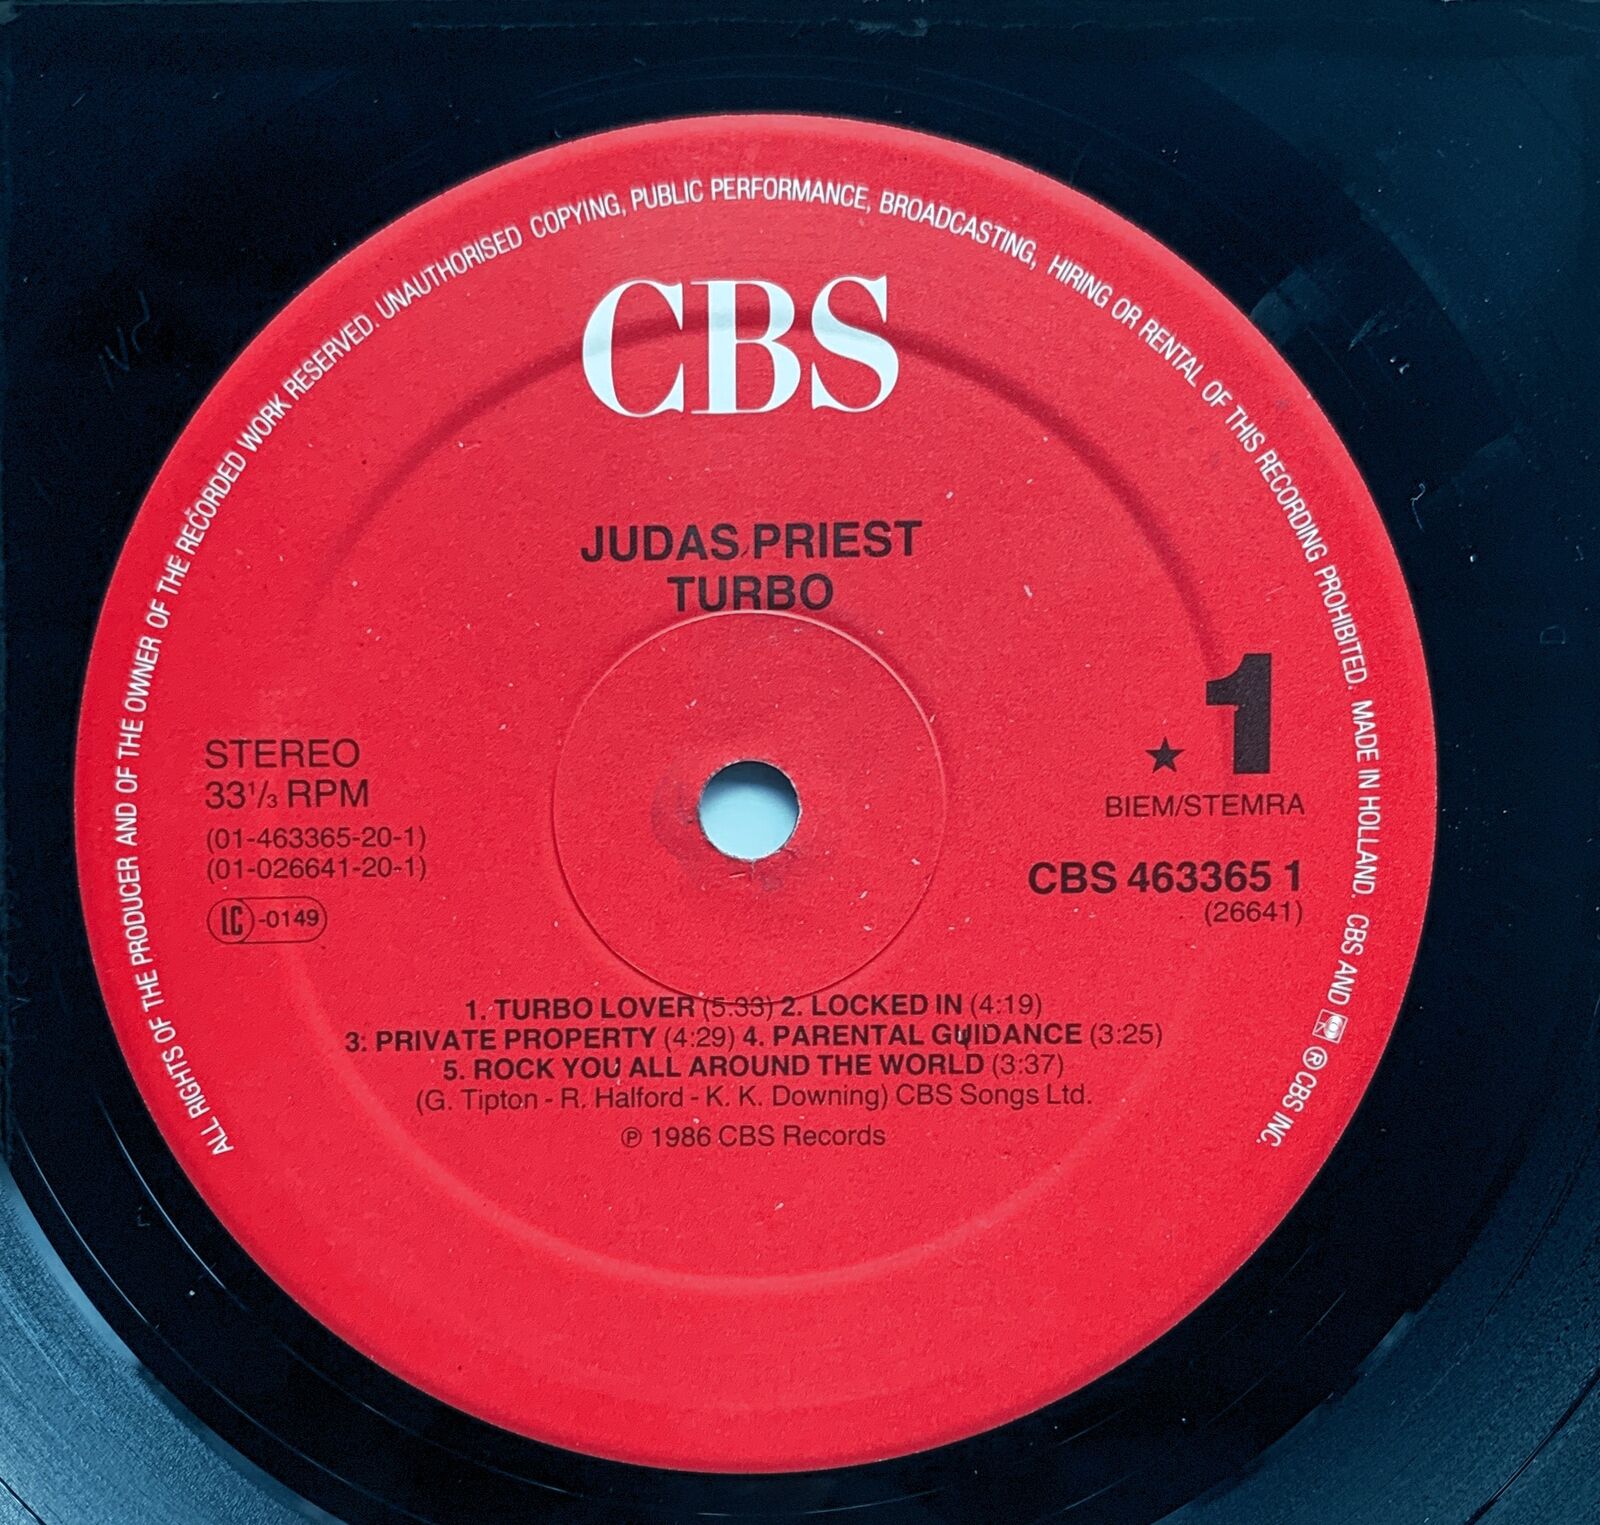 ALL RIGHTS OF THE PRODUCER AND OF THE OWNER OF THE RECORDED WORK RESERVED. UNAUTHORISED COPYING, PUBLIC PERFORMANCE, BROADCASTING, HIRING OR RENTAL OF THIS RECORDING PROHIBITED. MADE IN HOLLAND. CBS AND ® CBS INC.
CBS
JUDAS PRIEST
TURBO
STEREO
33 1/3 RPM
(01-463365-20-1)
(01-026641-20-1)
LC-0149
★ 1
BIEM/STEMRA
CBS 463365 1
(26641)
1. TURBO LOVER (5.33) 2. LOCKED IN (4:19)
3: PRIVATE PROPERTY (4:29) 4. PARENTAL GUIDANCE (3:25)
5. ROCK YOU ALL AROUND THE WORLD (3:37)
(G. Tipton - R. Halford - K. K. Downing) CBS Songs Ltd.
℗ 1986 CBS Records